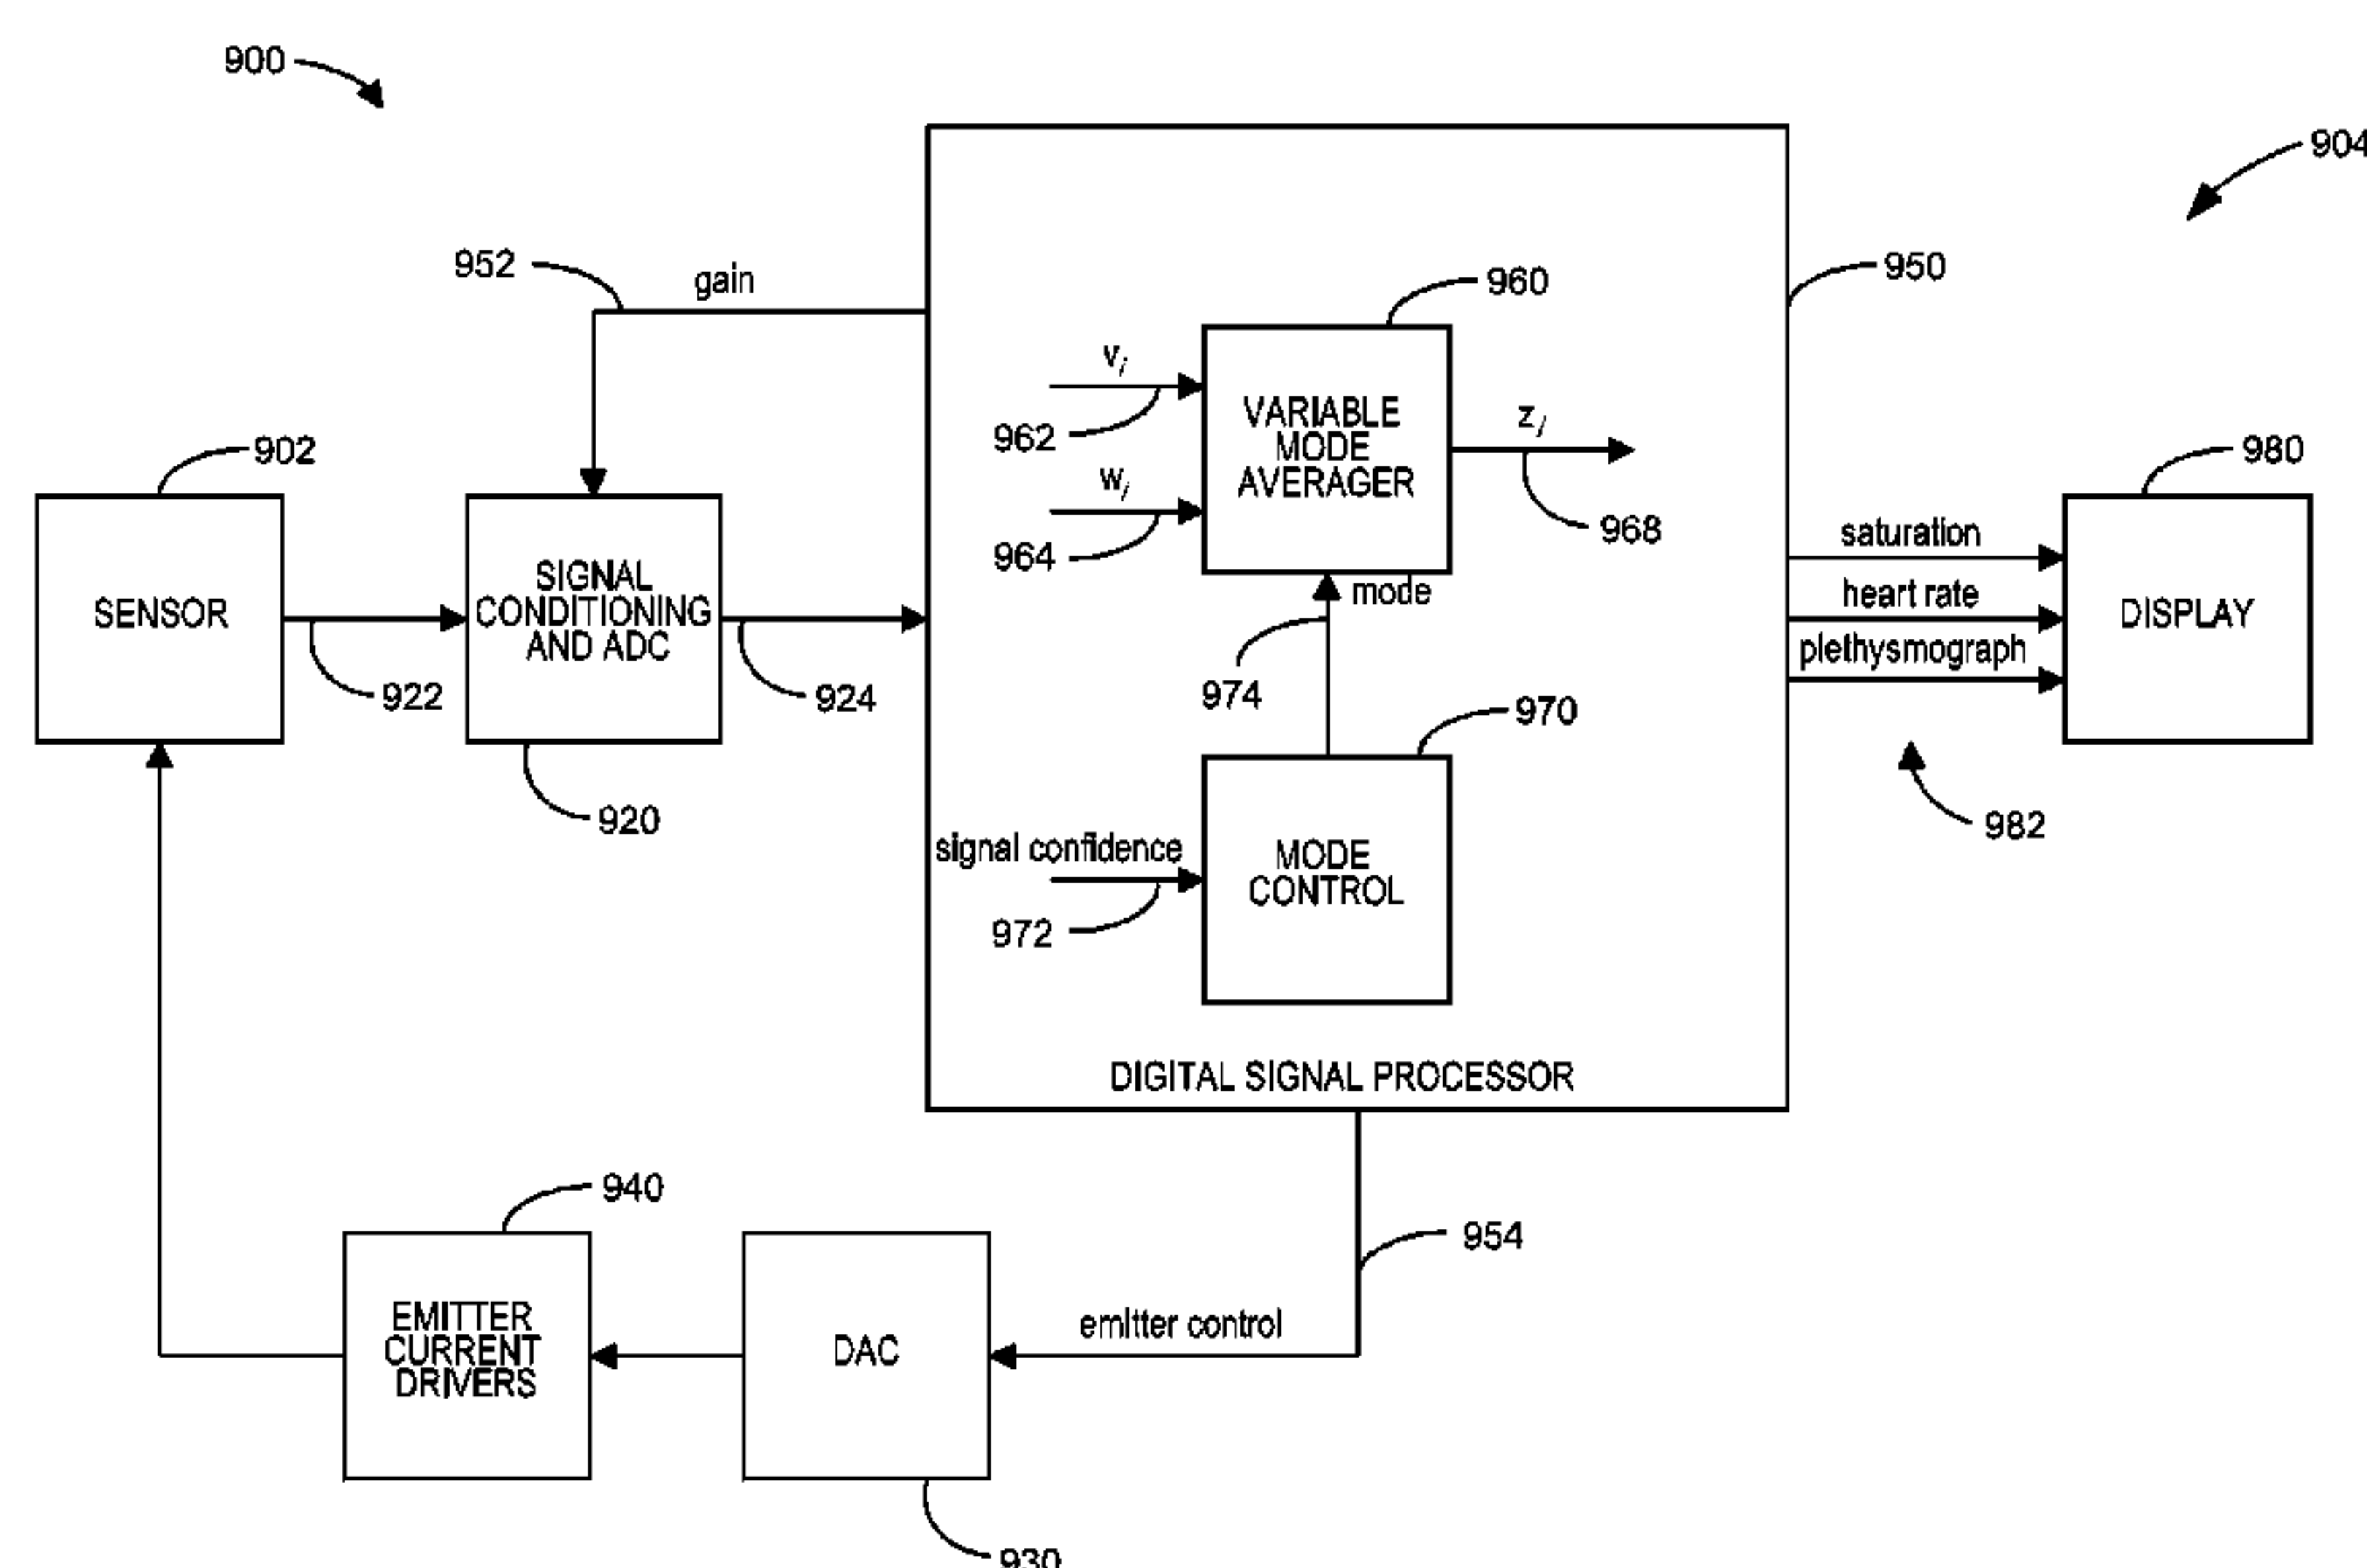 900
904
952
gain
960
950
v_i
962
VARIABLE
MODE
AVERAGER
z_i
968
w_i
964
mode
974
902
SENSOR
922
SIGNAL
CONDITIONING
AND ADC
924
920
saturation
heart rate
plethysmograph
980
DISPLAY
982
970
signal confidence
972
MODE
CONTROL
DIGITAL SIGNAL PROCESSOR
940
EMITTER
CURRENT
DRIVERS
DAC
930
emitter control
954